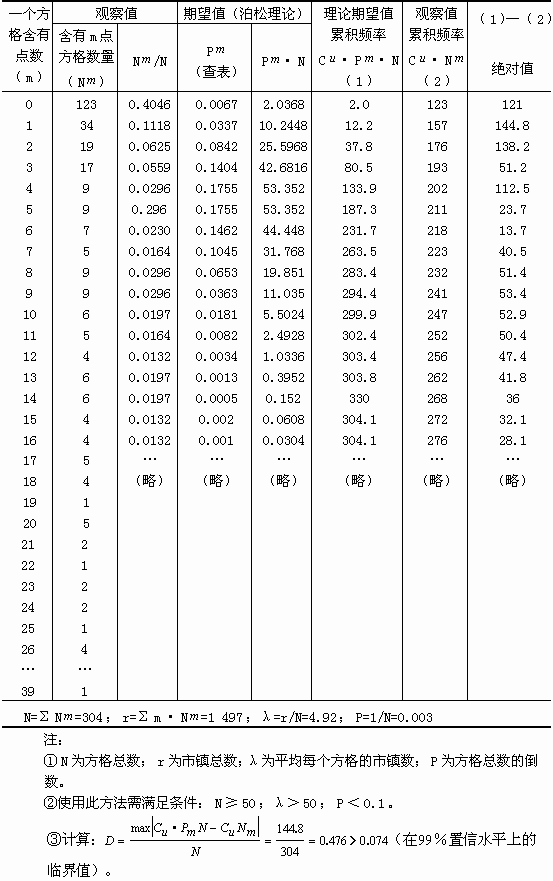 一个方格含有点数(m) 观察值 期望值(泊松理论) 理论期望值累积频率Cu·Pm·N(1) 观察值累积频率Cu·Nm(2) (1)—(2)绝对值
含有m点方格数量(Nm) Nm/N Pm(查表) Pm·N
0 123 0.4046 0.0067 2.0368 2.0 123 121
1 34 0.1118 0.0337 10.2448 12.2 157 144.8
2 19 0.0625 0.0842 25.5968 37.8 176 138.2
3 17 0.0559 0.1404 42.6816 80.5 193 51.2
4 9 0.0296 0.1755 53.352 133.9 202 112.5
5 9 0.296 0.1755 53.352 187.3 211 23.7
6 7 0.0230 0.1462 44.448 231.7 218 13.7
7 5 0.0164 0.1045 31.768 263.5 223 40.5
8 9 0.0296 0.0653 19.851 283.4 232 51.4
9 9 0.0296 0.0363 11.035 294.4 241 53.4
10 6 0.0197 0.0181 5.5024 299.9 247 52.9
11 5 0.0164 0.0082 2.4928 302.4 252 50.4
12 4 0.0132 0.0034 1.0336 303.4 256 47.4
13 6 0.0197 0.0013 0.3952 303.8 262 41.8
14 6 0.0197 0.0005 0.152 330 268 36
15 4 0.0132 0.002 0.0608 304.1 272 32.1
16 4 0.0132 0.001 0.0304 304.1 276 28.1
17 5 … … … … … …
18 4 (略) (略) (略) (略) (略) (略)
19 1
20 5
21 2
22 1
23 2
24 2
25 1
26 4
… …
39 1
N=ΣNm=304; r=Σm·Nm=1 497; λ=r/N=4.92; P=1/N=0.003
注:
①N为方格总数; r为市镇总数;λ为平均每个方格的市镇数; P为方格总数的倒
数。
②使用此方法需满足条件: N≥50; λ>50; P<0.1。
③计算: D=max|Cu·PmN−CuNm|/N=144.8/304=0.476>0.074(在99%置信水平上的
临界值)。